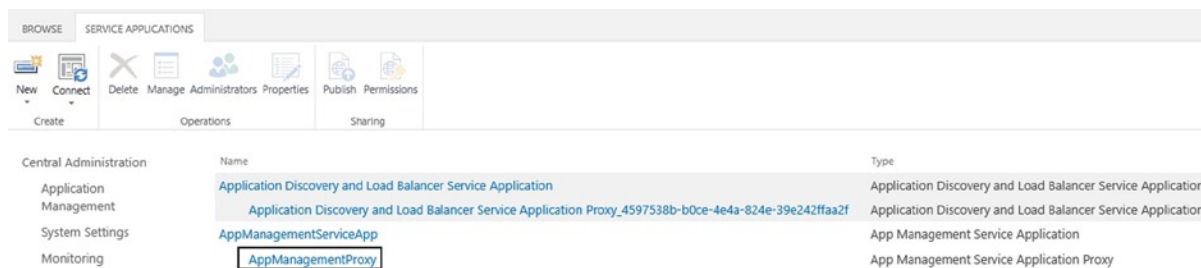 BROWSE SERVICE APPLICATIONS
New Connect Delete Manage Administrators Properties Publish Permissions
Create Operations Sharing
Central Administration Name Type
Application Management Application Discovery and Load Balancer Service Application Application Discovery and Load Balancer Service Application
Application Discovery and Load Balancer Service Application Proxy_4597538b-b0ce-4e4a-824e-39e242ffaa2f Application Discovery and Load Balancer Service Application
System Settings AppManagementServiceApp App Management Service Application
Monitoring AppManagementProxy App Management Service Application Proxy